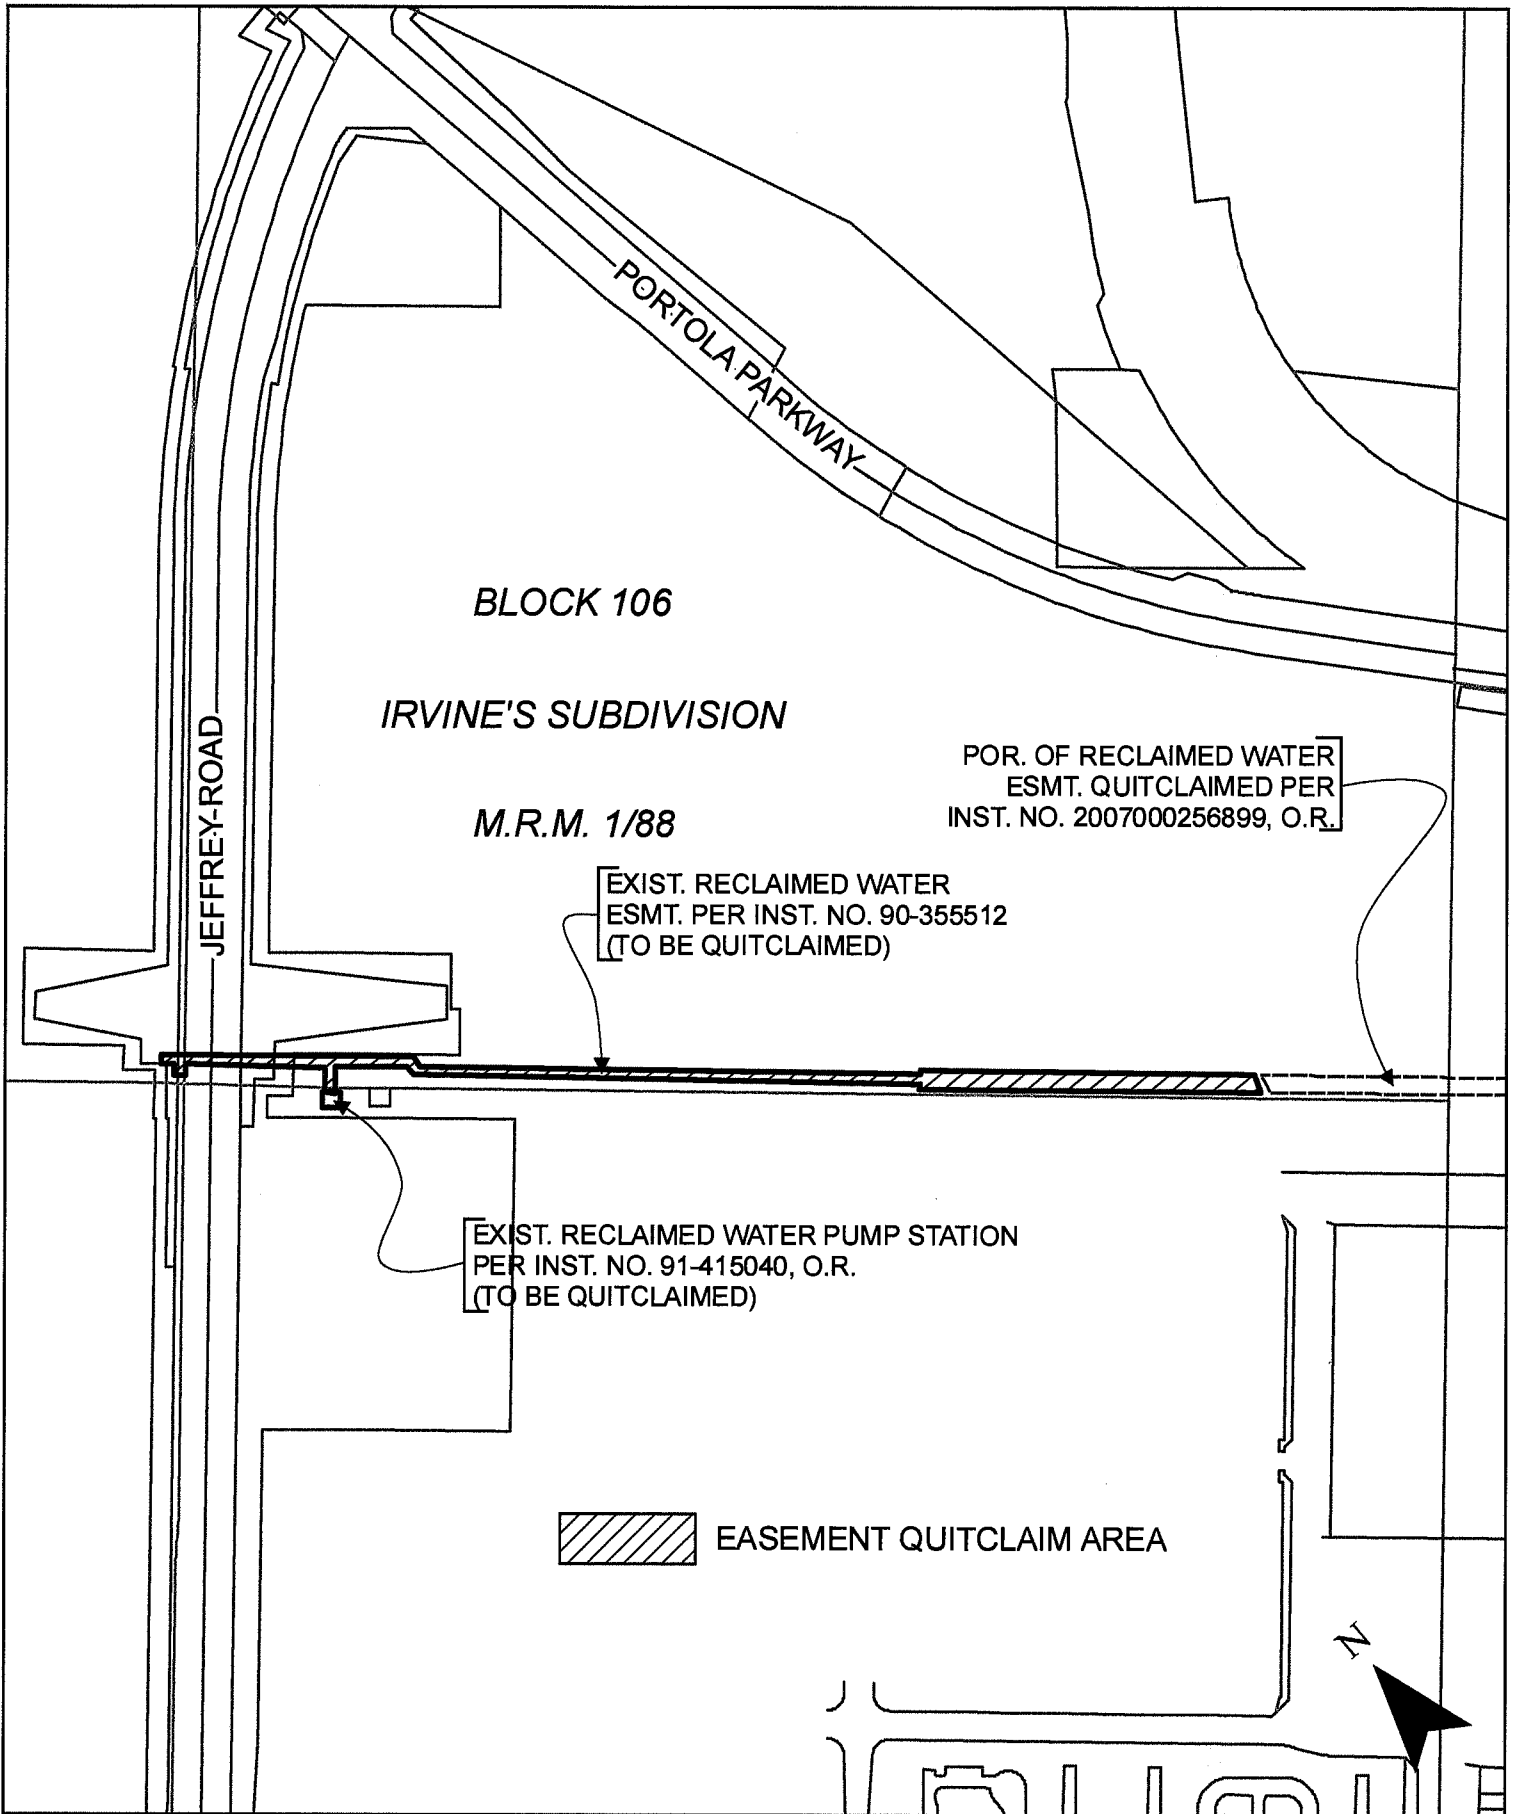 PORTOLA PARKWAY
BLOCK 106
IRVINE'S SUBDIVISION
M.R.M. 1/88
JEFFREY ROAD
POR. OF RECLAIMED WATER
ESMT. QUITCLAIMED PER
INST. NO. 2007000256899, O.R.
EXIST. RECLAIMED WATER
ESMT. PER INST. NO. 90-355512
(TO BE QUITCLAIMED)
EXIST. RECLAIMED WATER PUMP STATION
PER INST. NO. 91-415040, O.R.
(TO BE QUITCLAIMED)
EASEMENT QUITCLAIM AREA
N